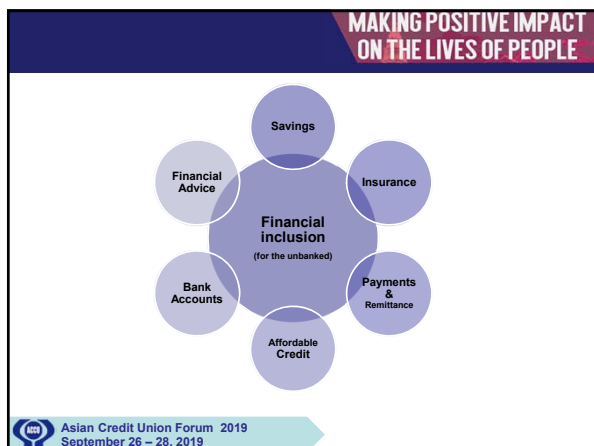 MAKING POSITIVE IMPACT
ON THE LIVES OF PEOPLE
Savings
Financial
Advice
Insurance
Financial
inclusion
(for the unbanked)
Bank
Accounts
Payments
&
Remittance
Affordable
Credit
ACCU
Asian Credit Union Forum 2019
September 26 – 28, 2019